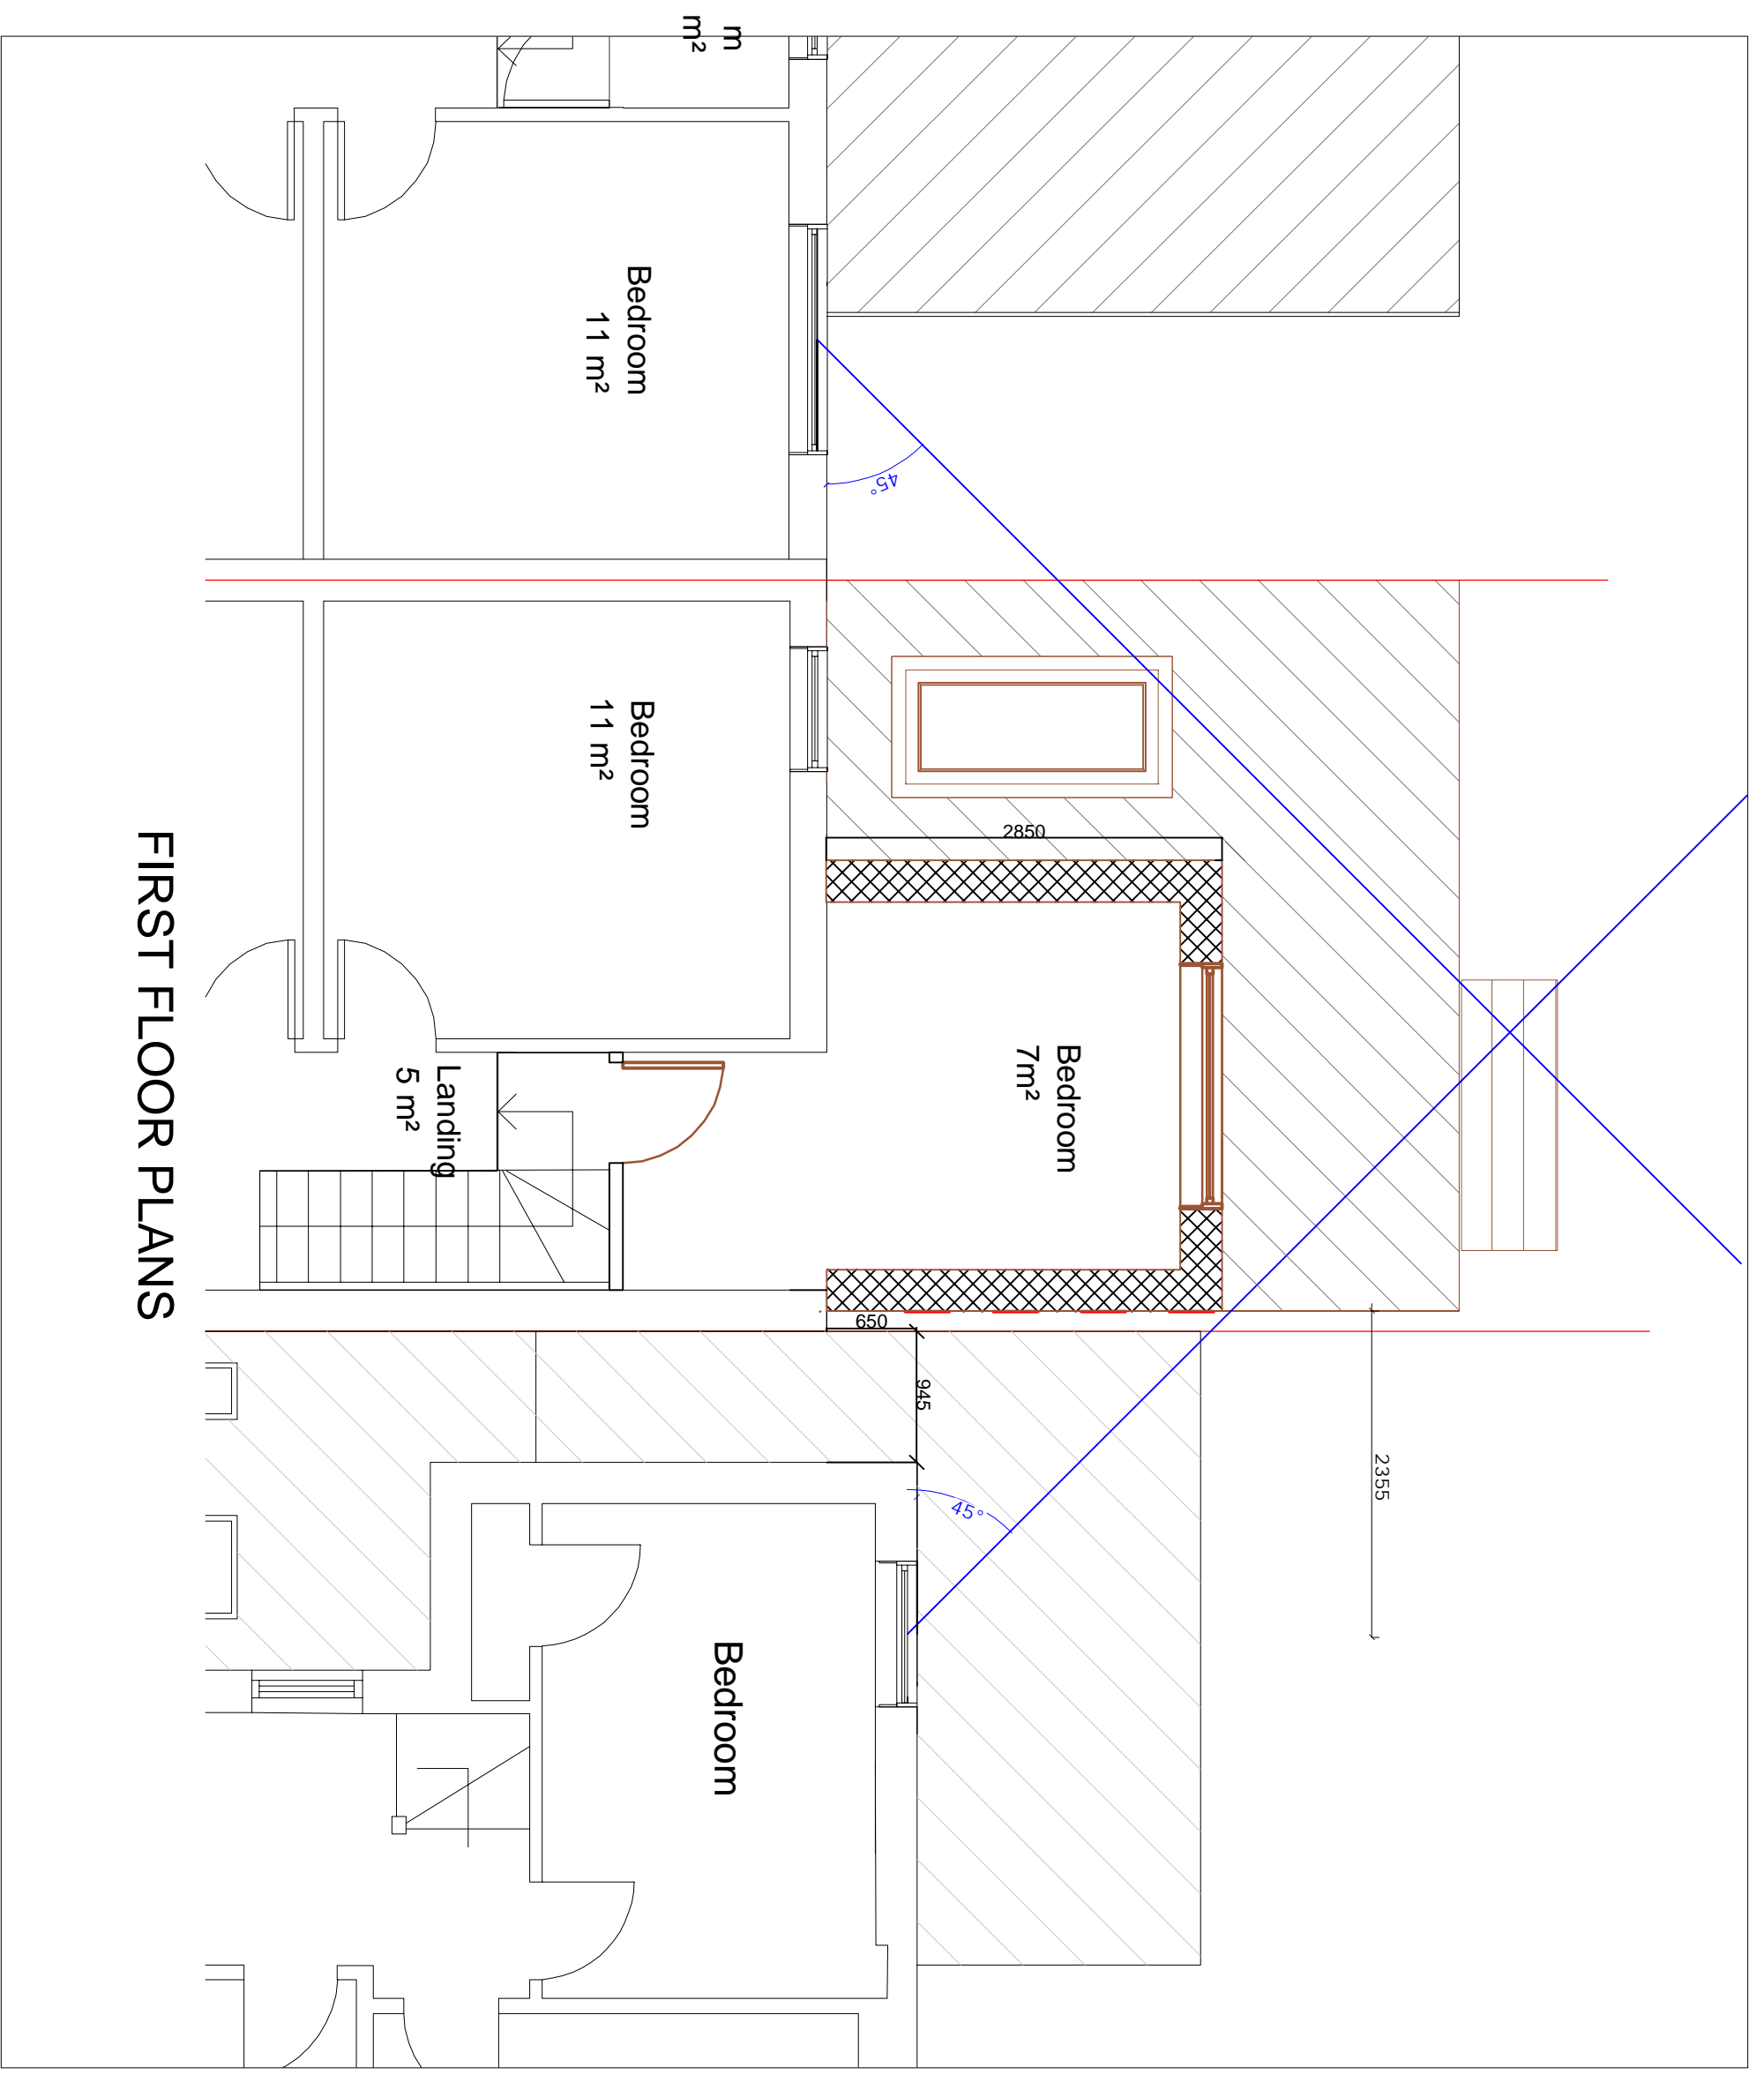 m
m²
Bedroom
11 m²
45°
Bedroom
11 m²
2850
Bedroom
7m²
Landing
5 m²
650
945
2355
45°
Bedroom
FIRST FLOOR PLANS